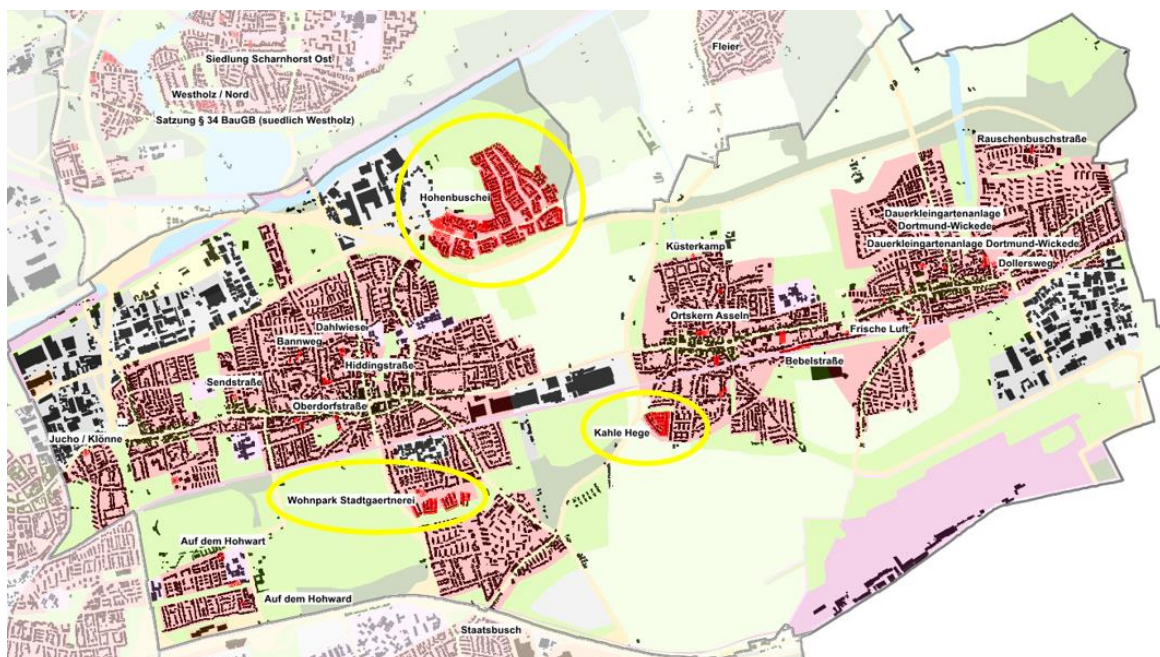 Siedlung Scharnhorst Ost
Fleier
Westholz / Nord
Satzung § 34 BauGB (suedlich Westholz)
Rauschenbuschstraße
Hohenbuschei
Dauerkleingartenanlage
Dortmund-Wickede
Küsterkamp
Dauerkleingartenanlage Dortmund-Wickede
Dollersweg
Ortskern Asseln
Dahlwiese
Frische Luft
Bannweg
Hiddingstraße
Bebelstraße
Sendstraße
Oberdorfstraße
Kahle Hege
Jucho / Klönne
Wohnpark Stadtgaertnerei
Auf dem Hohwart
Auf dem Hohward
Staatsbusch